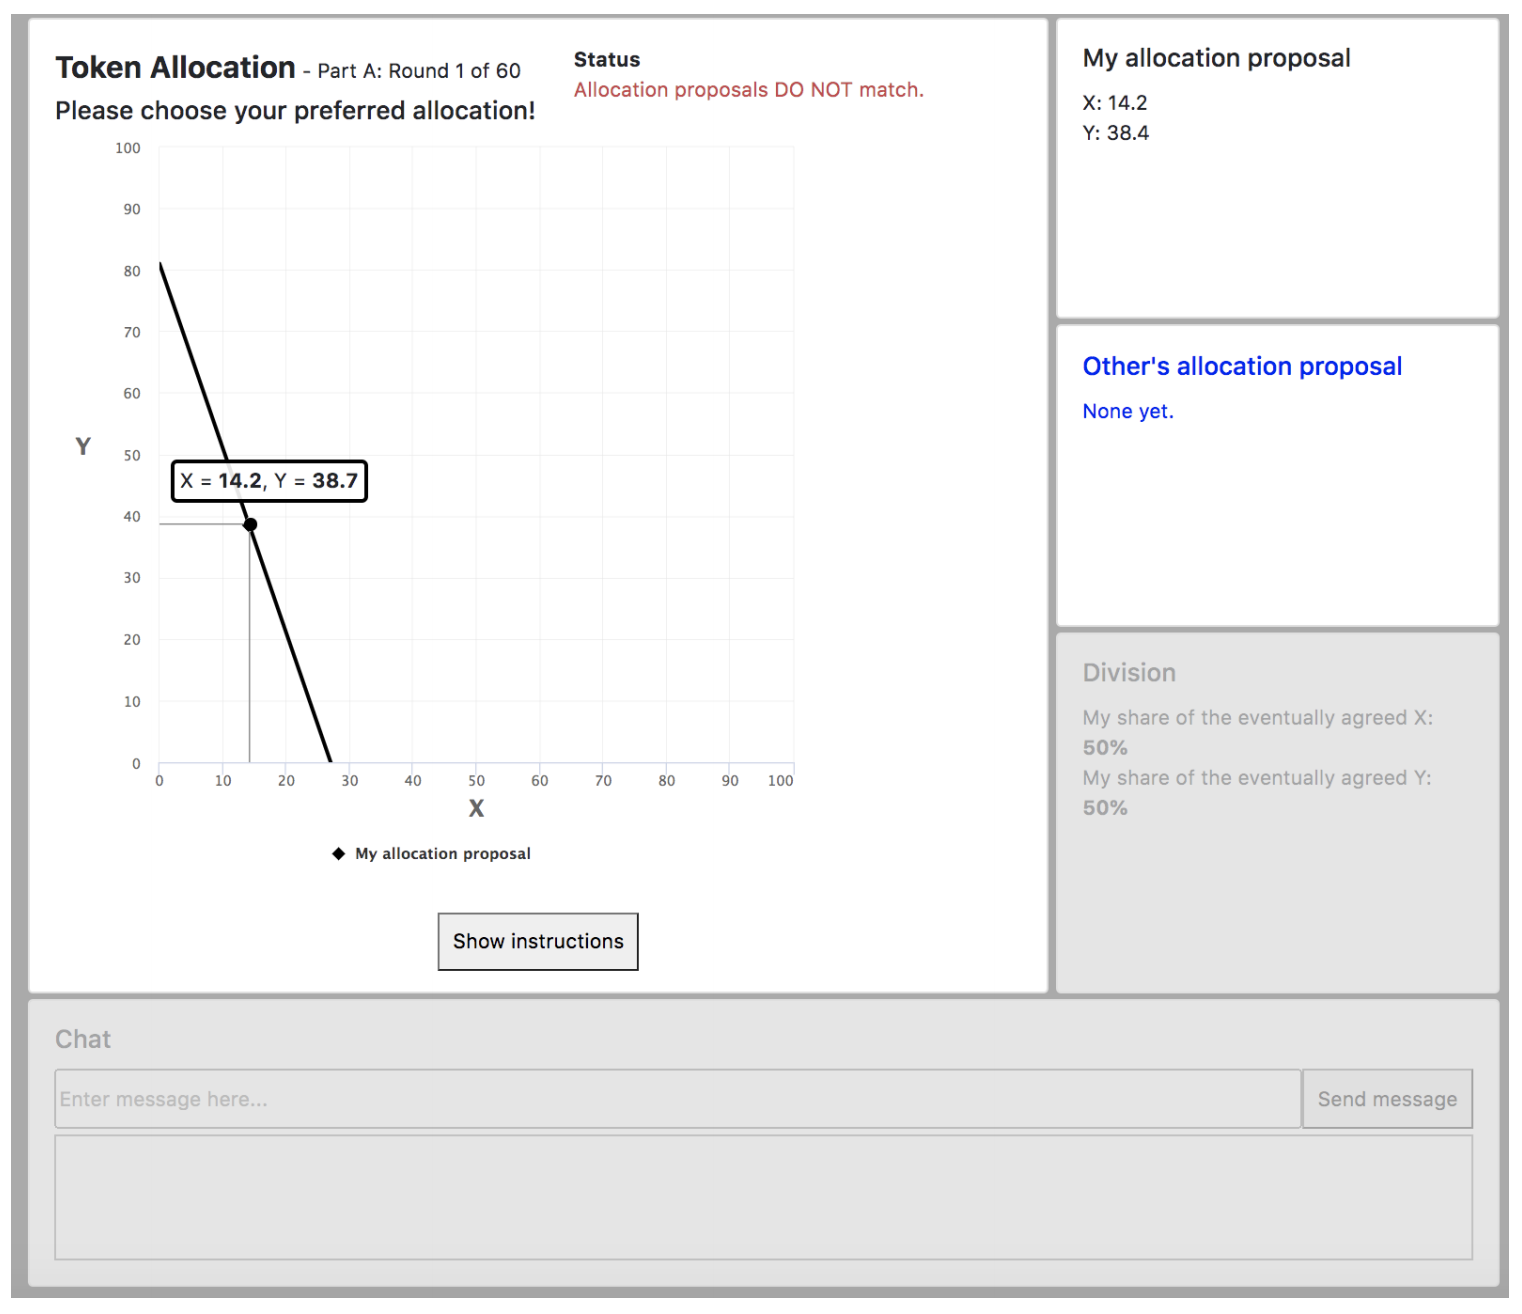 Token Allocation - Part A: Round 1 of 60
Please choose your preferred allocation!
Status
Allocation proposals DO NOT match.
100
90
80
70
60
50
40
30
20
10
0
Y
X = 14.2, Y = 38.7
0 10 20 30 40 50 60 70 80 90 100
X
My allocation proposal
Show instructions
My allocation proposal
X: 14.2
Y: 38.4
Other's allocation proposal
None yet.
Division
My share of the eventually agreed X:
50%
My share of the eventually agreed Y:
50%
Chat
Enter message here...
Send message